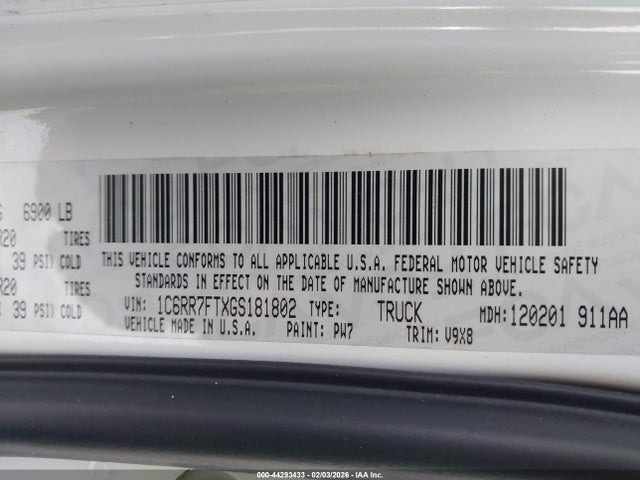 6900 LB
R20 TIRES
39 PSI) COLD
R20 TIRES
39 PSI) COLD
THIS VEHICLE CONFORMS TO ALL APPLICABLE U.S.A. FEDERAL MOTOR VEHICLE SAFETY
STANDARDS IN EFFECT ON THE DATE OF MANUFACTURE SHOWN ABOVE.
VIN: 1C6RR7FTXGS181802 TYPE: TRUCK MDH:120201 911AA
VEHICLE MADE IN U.S.A. PAINT: PW7 TRIM: V9X8
000-44293433 - 02/03/2026 - IAA Inc.